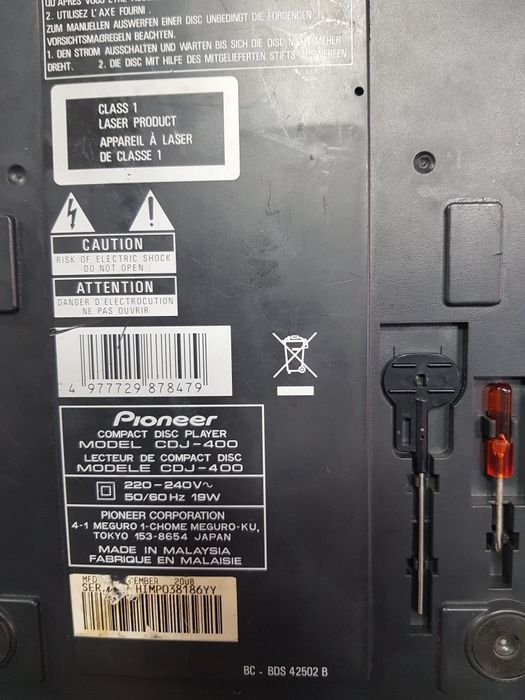 2. UTILISEZ L'AXE FOURNI.
ZUM MANUELLEN AUSWERFEN EINER DISC UNBEDINGT DIE FORGENDEN
VORSICHTSMAGREGELN BEACHTEN.
1. DEN STROM AUSSCHALTEN UND WARTEN BIS SICH DIE DISC MEHR
DREHT. 2. DIE DISC MIT HILFE DES MITGELIEFERTEN STIFTS AUSWERFEN
CLASS 1
LASER PRODUCT
APPAREIL À LASER
DE CLASSE 1
CAUTION
RISK OF ELECTRIC SHOCK
DO NOT OPEN
ATTENTION
DANGER D'ELECTROCUTION
NE PAS OUVRIR
4 977729 878479
Pioneer
COMPACT DISC PLAYER
MODEL CDJ-400
LECTEUR DE COMPACT DISC
MODELE CDJ-400
220-240V~
50/60Hz 19W
PIONEER CORPORATION
4-1 MEGURO 1-CHOME MEGURO-KU,
TOKYO 153-8654 JAPAN
MADE IN MALAYSIA
FABRIQUE EN MALAISIE
MFD 2008
SER. HIMP038186YY
BC - BDS 42502 B